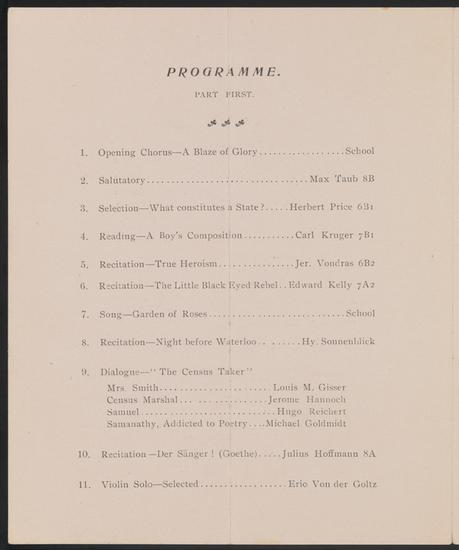 PROGRAMME.
PART FIRST.
1. Opening Chorus—A Blaze of Glory..................School
2. Salutatory..................................Max Taub 8B
3. Selection—What constitutes a State?.....Herbert Price 6B1
4. Reading—A Boy's Composition...........Carl Kruger 7B1
5. Recitation—True Heroism................Jer. Vondras 6B2
6. Recitation—The Little Black Eyed Rebel..Edward Kelly 7A2
7. Song—Garden of Roses.............................School
8. Recitation—Night before Waterloo.. . ......Hy. Sonnenblick
9. Dialogue—"The Census Taker"
Mrs. Smith........................Louis M. Gisser
Census Marshal... ...............Jerome Hannoch
Samuel.............................Hugo Reichert
Samanathy, Addicted to Poetry....Michael Goldmidt
10. Recitation—Der Sänger! (Goethe).....Julius Hoffmann 8A
11. Violin Solo—Selected..................Eric Von der Goltz